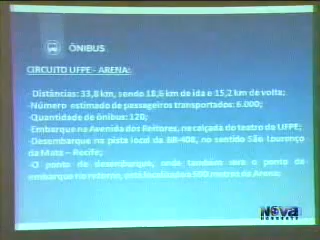 ÔNIBUS
CIRCUITO UFPE - ARENA:
-Distâncias: 33,8 km, sendo 18,6 km de ida e 15,2 km de volta;
-Número estimado de passageiros transportados: 6.000;
-Quantidade de ônibus: 120;
-Embarque na Avenida dos Reitores, na calçada do teatro da UFPE;
-Desembarque na pista local da BR-408, no sentido São Lourenço
da Mata – Recife;
-O ponto de desembarque, onde também será o ponto de
embarque no retorno, está localizado a 500 metros da Arena;
Nova
NORDESTE